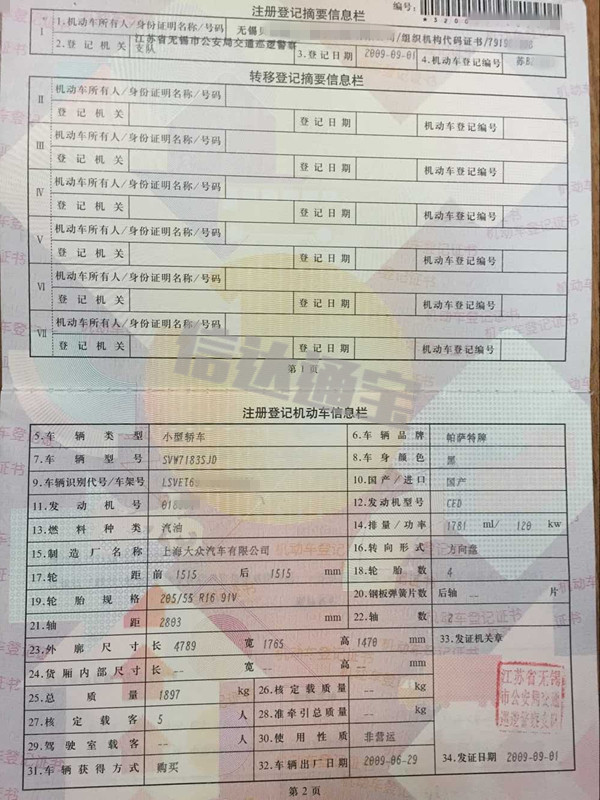 注册登记摘要信息栏 编号:
*3200
I 1.机动车所有人/身份证明名称/号码 无锡 /组织机构代码证书/791
2.登记机关 江苏省无锡市公安局交通巡逻警察支队 3.登记日期 2009-09-01 4.机动车登记编号 苏B
转移登记摘要信息栏
II 机动车所有人/身份证明名称/号码
登记机关 登记日期 机动车登记编号
III 机动车所有人/身份证明名称/号码
登记机关 登记日期 机动车登记编号
IV 机动车所有人/身份证明名称/号码
登记机关 登记日期 机动车登记编号
V 机动车所有人/身份证明名称/号码
登记机关 登记日期 机动车登记编号
VI 机动车所有人/身份证明名称/号码
登记机关 登记日期 机动车登记编号
VII 机动车所有人/身份证明名称/号码
登记机关 登记日期 机动车登记编号
第1页
信达通宝
注册登记机动车信息栏
5.车辆类型 小型轿车 6.车辆品牌 帕萨特牌
7.车辆型号 SVW7183SJD 8.车身颜色 黑
9.车辆识别代号/车架号 LSVET6 10.国产/进口 国产
11.发动机号 018 12.发动机型号 CED
13.燃料种类 汽油 14.排量/功率 1781 ml/ 120 kw
15.制造厂名称 上海大众汽车有限公司 16.转向形式 方向盘
17.轮距 前 1515 后 1515 mm 18.轮胎数 4
19.轮胎规格 205/55 R16 91V 20.钢板弹簧片数 后轴 -- 片
21.轴距 2803 mm 22.轴数 2
23.外廓尺寸 长 4789 宽 1765 高 1470 mm 33.发证机关章
24.货厢内部尺寸 长 -- 宽 -- 高 -- mm
25.总质量 1897 kg 26.核定载质量 -- kg
27.核定载客 5 人 28.准牵引总质量 -- kg
29.驾驶室载客 -- 人 30.使用性质 非营运
31.车辆获得方式 购买 32.车辆出厂日期 2009-06-29 34.发证日期 2009-09-01
江苏省无锡
市公安局交通
巡逻警察支队
第2页